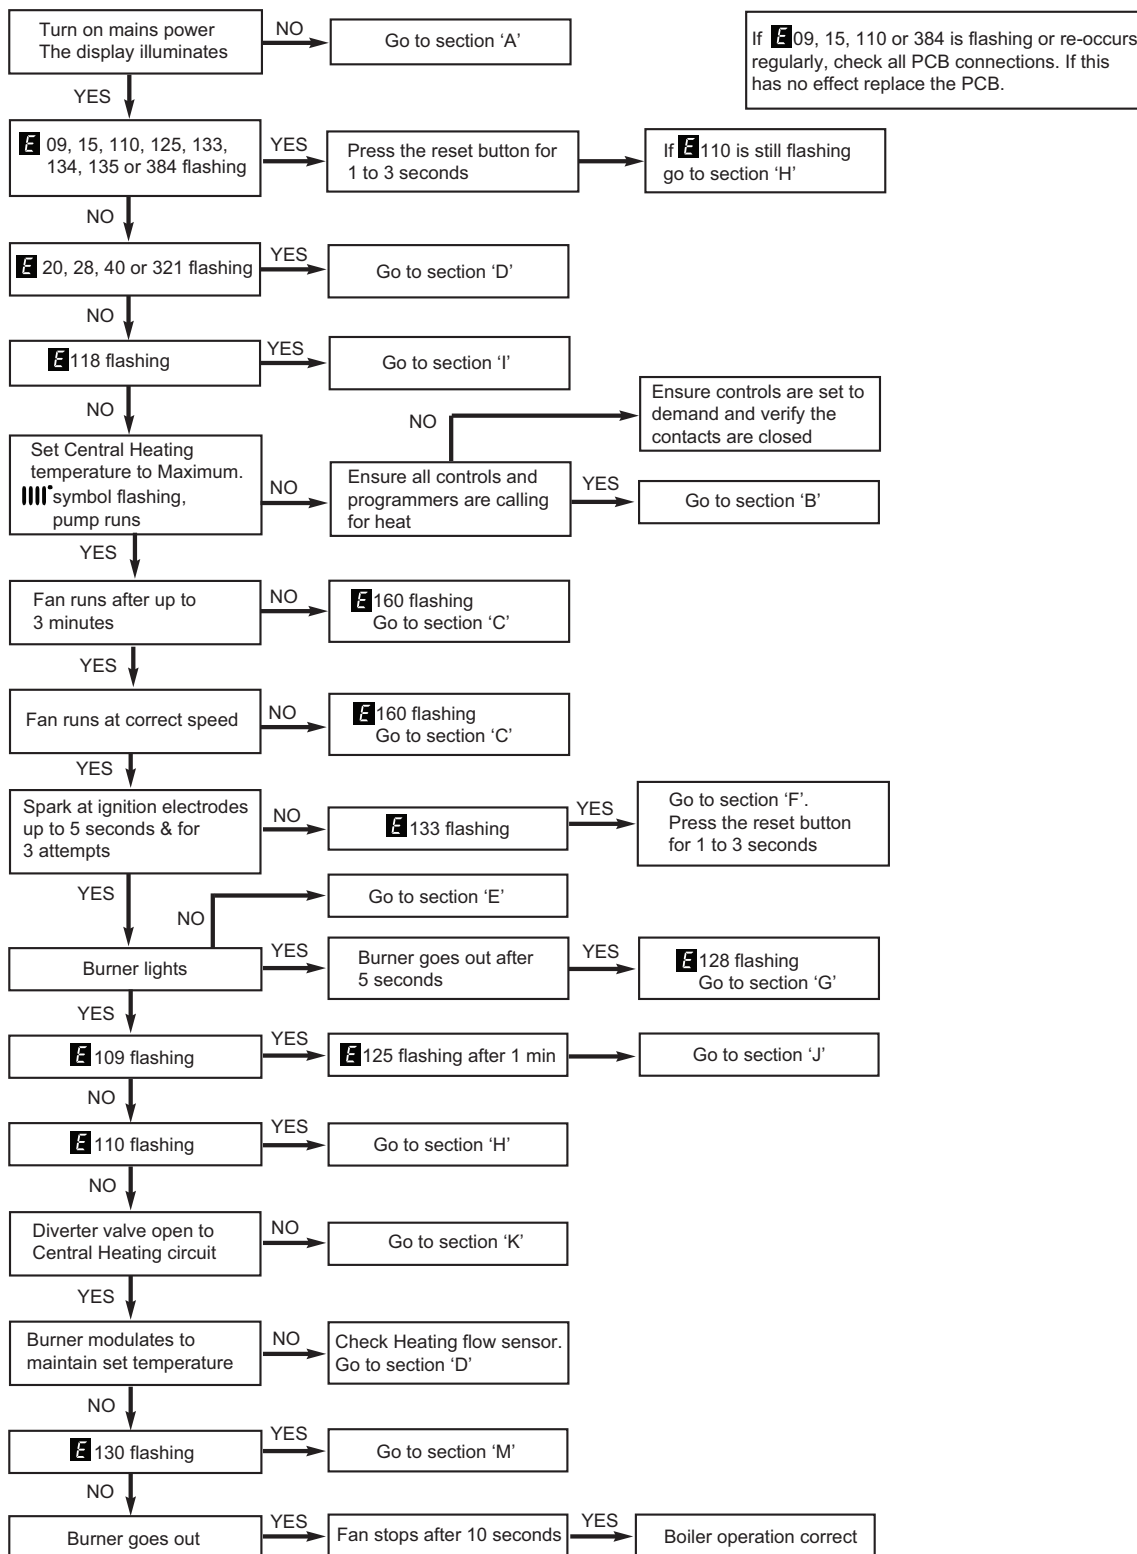 Turn on mains power
The display illuminates
NO
Go to section ‘A’
If E 09, 15, 110 or 384 is flashing or re-occurs
regularly, check all PCB connections. If this
has no effect replace the PCB.
YES
E 09, 15, 110, 125, 133,
134, 135 or 384 flashing
YES
Press the reset button for
1 to 3 seconds
If E 110 is still flashing
go to section ‘H’
NO
E 20, 28, 40 or 321 flashing
YES
Go to section ‘D’
NO
E 118 flashing
YES
Go to section ‘I’
NO
Set Central Heating
temperature to Maximum.
symbol flashing,
pump runs
NO
Ensure all controls and
programmers are calling
for heat
NO
Ensure controls are set to
demand and verify the
contacts are closed
YES
Go to section ‘B’
YES
Fan runs after up to
3 minutes
NO
E 160 flashing
Go to section ‘C’
YES
Fan runs at correct speed
NO
E 160 flashing
Go to section ‘C’
YES
Spark at ignition electrodes
up to 5 seconds & for
3 attempts
NO
E 133 flashing
YES
Go to section ‘F’.
Press the reset button
for 1 to 3 seconds
YES
NO
Go to section ‘E’
Burner lights
YES
Burner goes out after
5 seconds
YES
E 128 flashing
Go to section ‘G’
YES
E 109 flashing
YES
E 125 flashing after 1 min
Go to section ‘J’
NO
E 110 flashing
YES
Go to section ‘H’
NO
Diverter valve open to
Central Heating circuit
NO
Go to section ‘K’
YES
Burner modulates to
maintain set temperature
NO
Check Heating flow sensor.
Go to section ‘D’
NO
E 130 flashing
YES
Go to section ‘M’
NO
Burner goes out
YES
Fan stops after 10 seconds
YES
Boiler operation correct